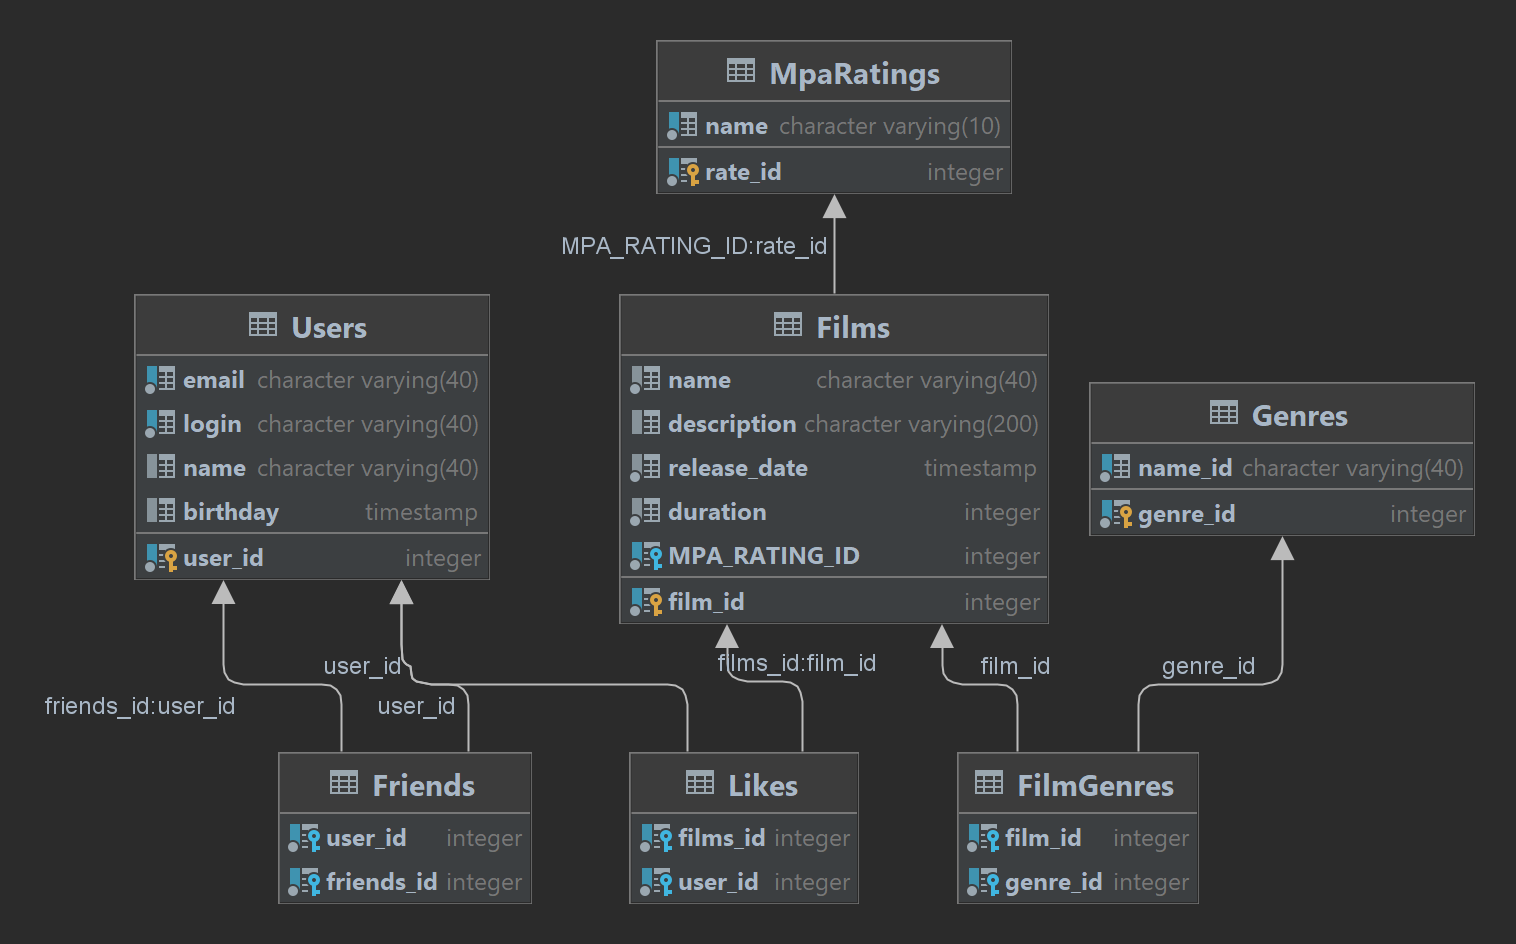 MpaRatings
name character varying(10)
rate_id integer
MPA_RATING_ID:rate_id
Users
email character varying(40)
login character varying(40)
name character varying(40)
birthday timestamp
user_id integer
Films
name character varying(40)
description character varying(200)
release_date timestamp
duration integer
MPA_RATING_ID integer
film_id integer
Genres
name_id character varying(40)
genre_id integer
user_id
films_id:film_id
film_id
genre_id
friends_id:user_id
user_id
Friends
user_id integer
friends_id integer
Likes
films_id integer
user_id integer
FilmGenres
film_id integer
genre_id integer